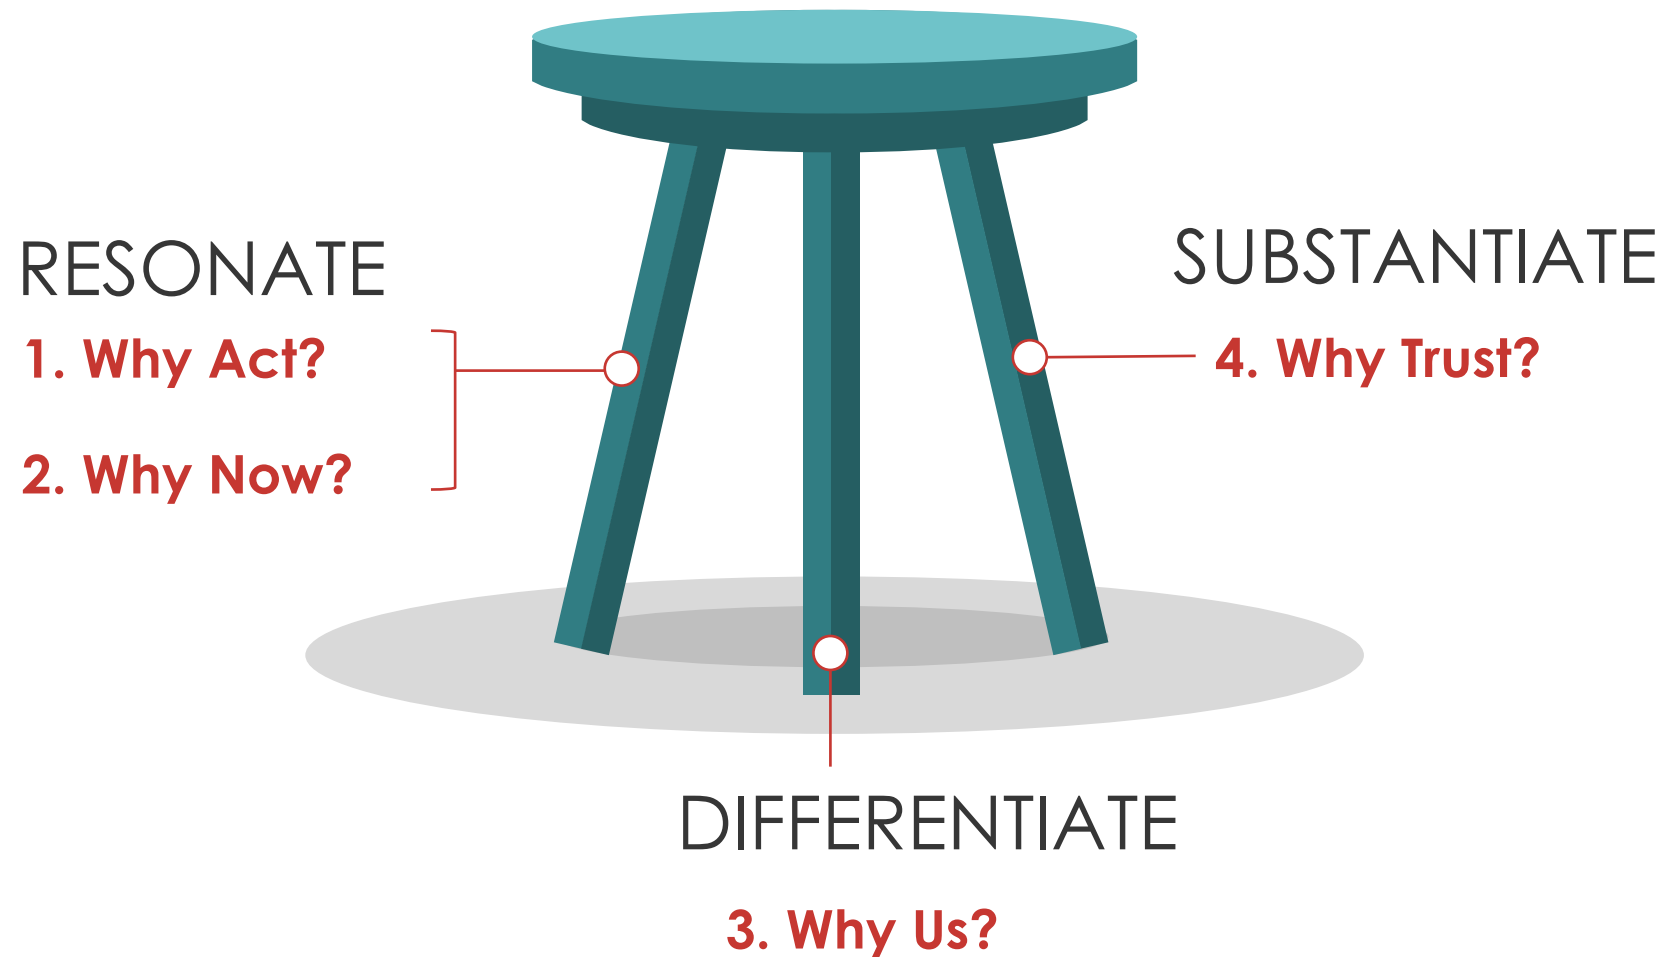 RESONATE
1. Why Act?
2. Why Now?
SUBSTANTIATE
4. Why Trust?
DIFFERENTIATE
3. Why Us?